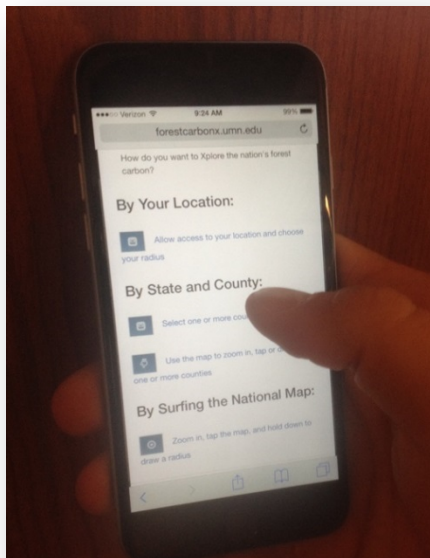 Verizon 9:24 AM 99%
forestcarbonx.umn.edu
How do you want to Xplore the nation's forest
carbon?
By Your Location:
Allow access to your location and choose
your radius
By State and County:
Select one or more
Use the map to zoom in, tap or
one or more counties
By Surfing the National Map:
Zoom in, tap the map, and hold down to
draw a radius